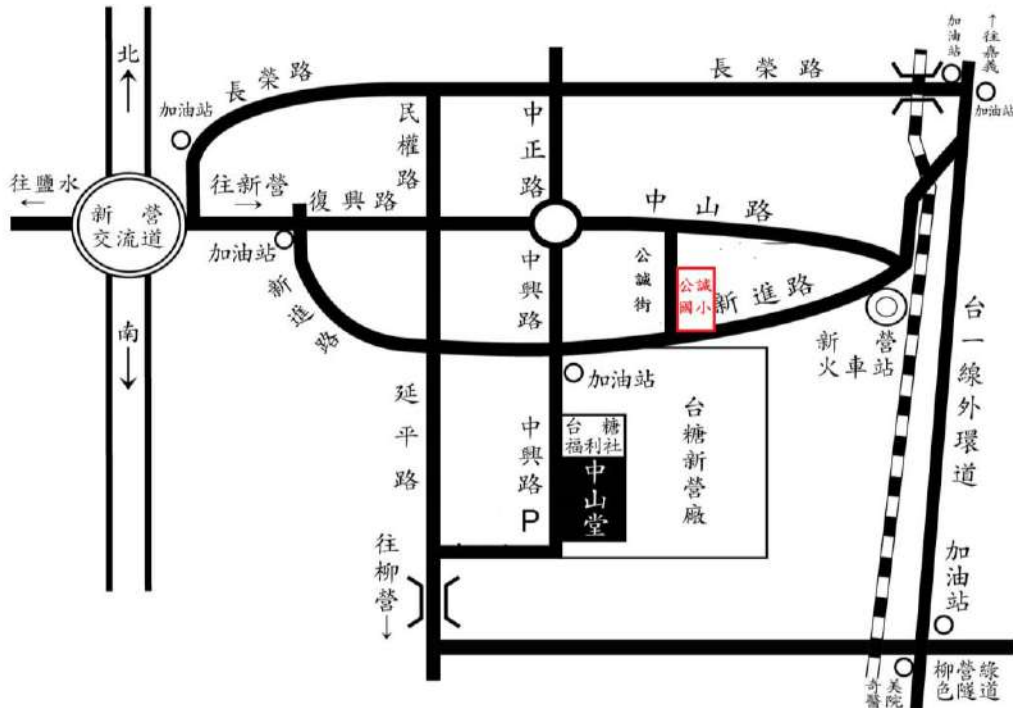 北
長榮路
加油站
往鹽水
←
新營
交流道
往新營
→
復興路
加油站
新進路
南
民權路
中正路
長榮路
加油站
↑往嘉義
加油站
中山路
公誠街
公誠
國小
新進路
中興路
新營
火車站
台一線外環道
加油站
延平路
中興路
P
台糖
福利社
中山堂
台糖新營廠
往柳營
↓
加油站
柳營綠
色隧道
奇美
醫院